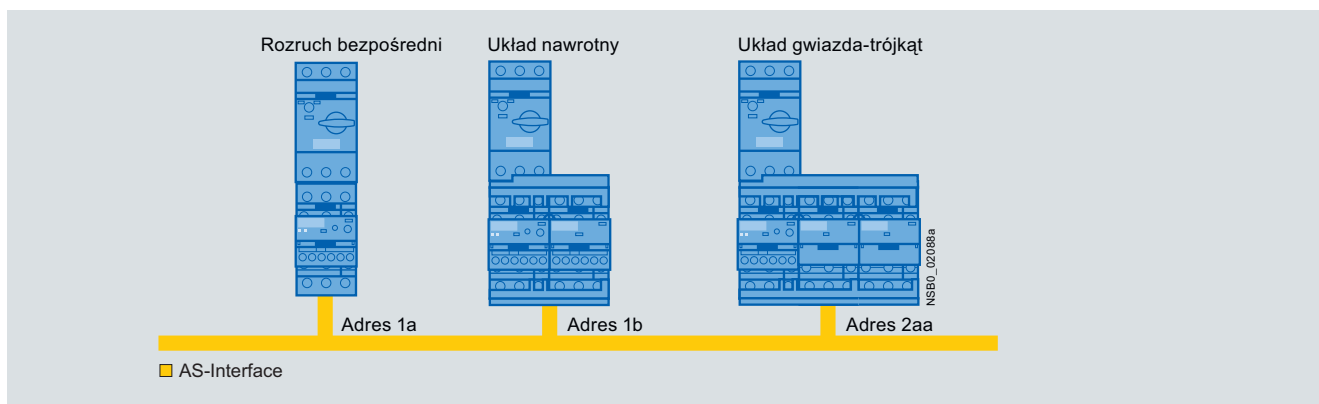 Rozruch bezpośredni
Układ nawrotny
Układ gwiazda-trójkąt
NSB0_02088a
Adres 1a
Adres 1b
Adres 2aa
AS-Interface